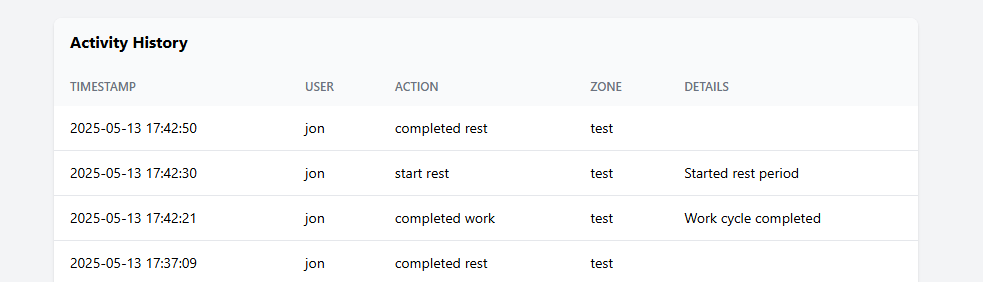 Activity History
TIMESTAMP USER ACTION ZONE DETAILS
2025-05-13 17:42:50 jon completed rest test
2025-05-13 17:42:30 jon start rest test Started rest period
2025-05-13 17:42:21 jon completed work test Work cycle completed
2025-05-13 17:37:09 jon completed rest test